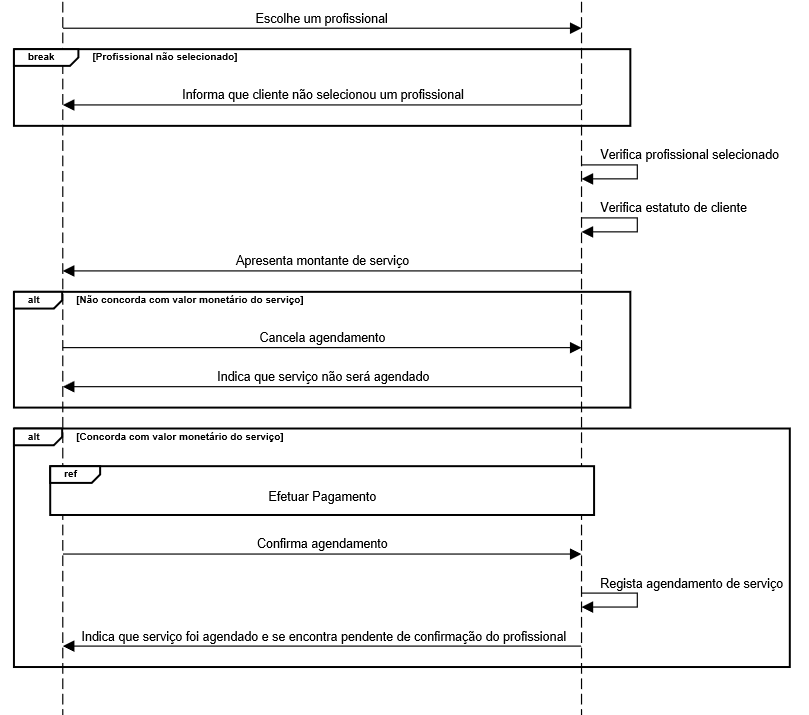 Escolhe um profissional
break
[Profissional não selecionado]
Informa que cliente não selecionou um profissional
Verifica profissional selecionado
Verifica estatuto de cliente
Apresenta montante de serviço
alt
[Não concorda com valor monetário do serviço]
Cancela agendamento
Indica que serviço não será agendado
alt
[Concorda com valor monetário do serviço]
ref
Efetuar Pagamento
Confirma agendamento
Regista agendamento de serviço
Indica que serviço foi agendado e se encontra pendente de confirmação do profissional